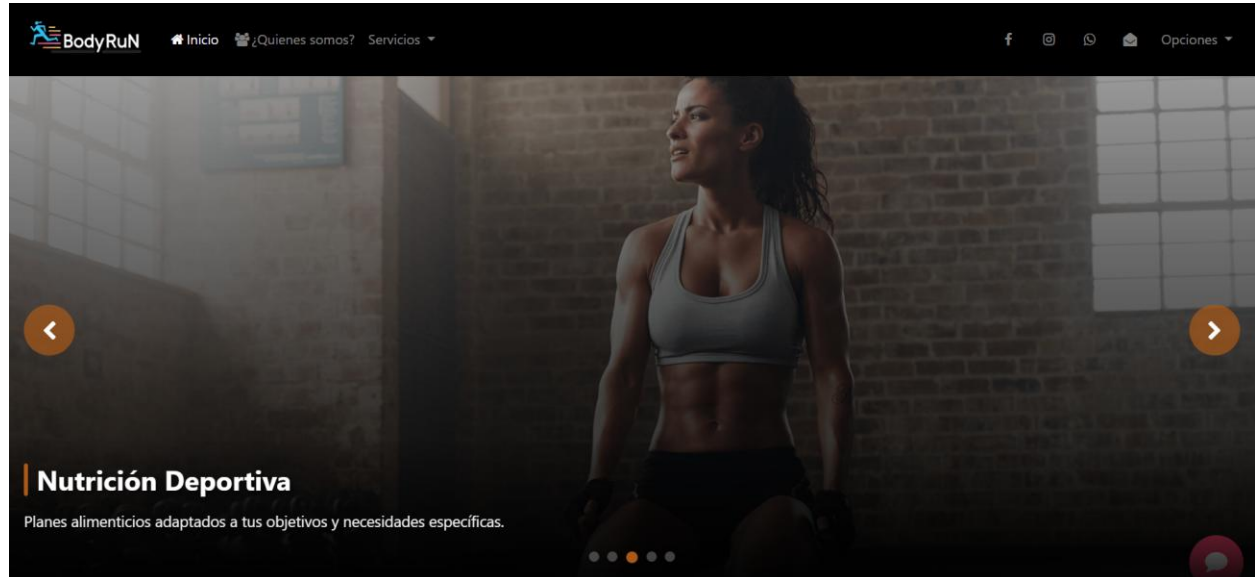 BodyRuN Inicio ¿Quienes somos? Servicios Opciones
Nutrición Deportiva
Planes alimenticios adaptados a tus objetivos y necesidades específicas.